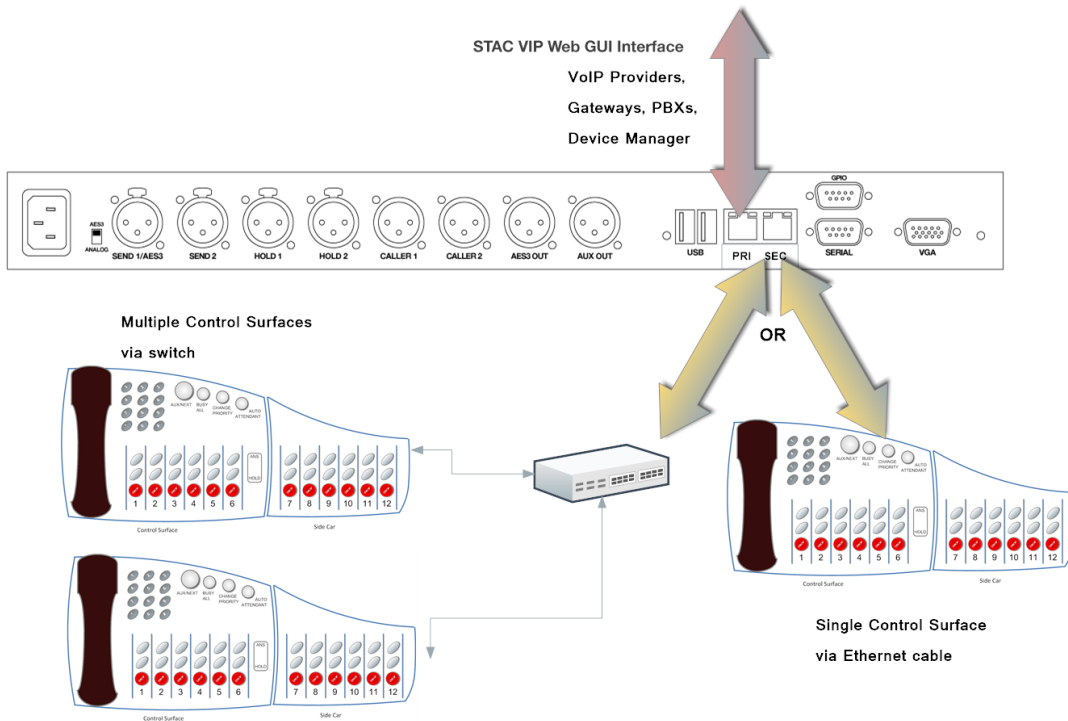 STAC VIP Web GUI Interface
VoIP Providers,
Gateways, PBXs,
Device Manager
GPIO
AES3
ANALOG
SEND 1/AES3
SEND 2
HOLD 1
HOLD 2
CALLER 1
CALLER 2
AES3 OUT
AUX OUT
USB
PRI
SEC
SERIAL
VGA
OR
Multiple Control Surfaces
via switch
AUX/NEXT
BUSY
ALL
CHANGE
PRIORITY
AUTO
ATTENDANT
ANS
HOLD
1 2 3 4 5 6
7 8 9 10 11 12
Control Surface
Side Car
AUX/NEXT
BUSY
ALL
CHANGE
PRIORITY
AUTO
ATTENDANT
ANS
HOLD
1 2 3 4 5 6
7 8 9 10 11 12
Control Surface
Side Car
AUX/NEXT
BUSY
ALL
CHANGE
PRIORITY
AUTO
ATTENDANT
ANS
HOLD
1 2 3 4 5 6
7 8 9 10 11 12
Control Surface
Side Car
Single Control Surface
via Ethernet cable